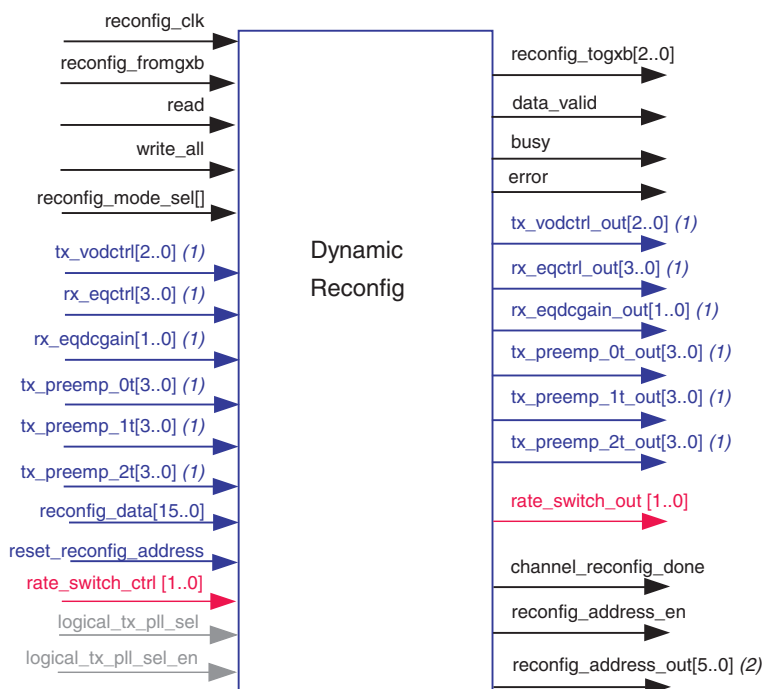 reconfig_clk
reconfig_fromgxb
read
write_all
reconfig_mode_sel[]
tx_vodctrl[2..0] (1)
rx_eqctrl[3..0] (1)
rx_eqdcgain[1..0] (1)
tx_preemp_0t[3..0] (1)
tx_preemp_1t[3..0] (1)
tx_preemp_2t[3..0] (1)
reconfig_data[15..0]
reset_reconfig_address
rate_switch_ctrl [1..0]
logical_tx_pll_sel
logical_tx_pll_sel_en
Dynamic
Reconfig
reconfig_togxb[2..0]
data_valid
busy
error
tx_vodctrl_out[2..0] (1)
rx_eqctrl_out[3..0] (1)
rx_eqdcgain_out[1..0] (1)
tx_preemp_0t_out[3..0] (1)
tx_preemp_1t_out[3..0] (1)
tx_preemp_2t_out[3..0] (1)
rate_switch_out [1..0]
channel_reconfig_done
reconfig_address_en
reconfig_address_out[5..0] (2)